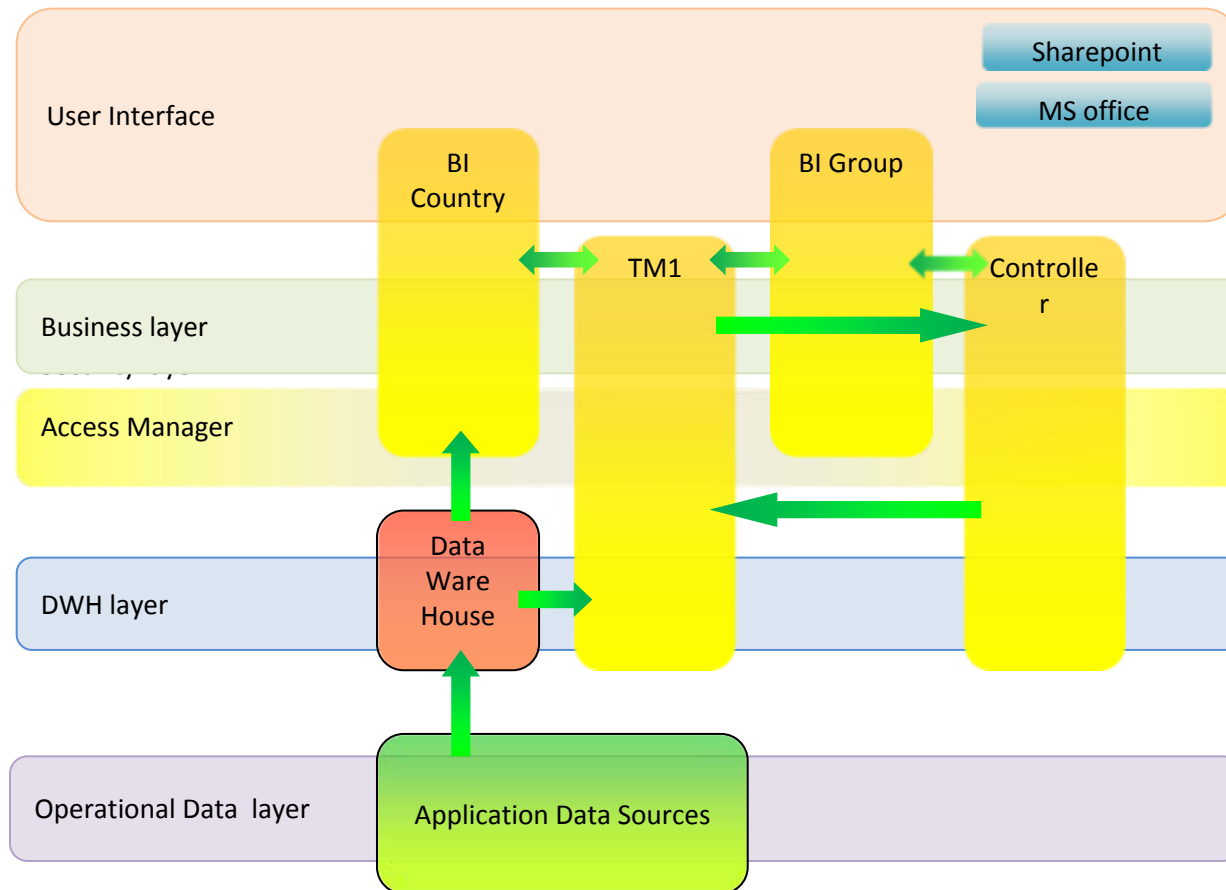 Sharepoint
MS office
User Interface
BI
Country
BI Group
TM1
Controlle
r
Business layer
Access Manager
Data
Ware
House
DWH layer
Application Data Sources
Operational Data  layer